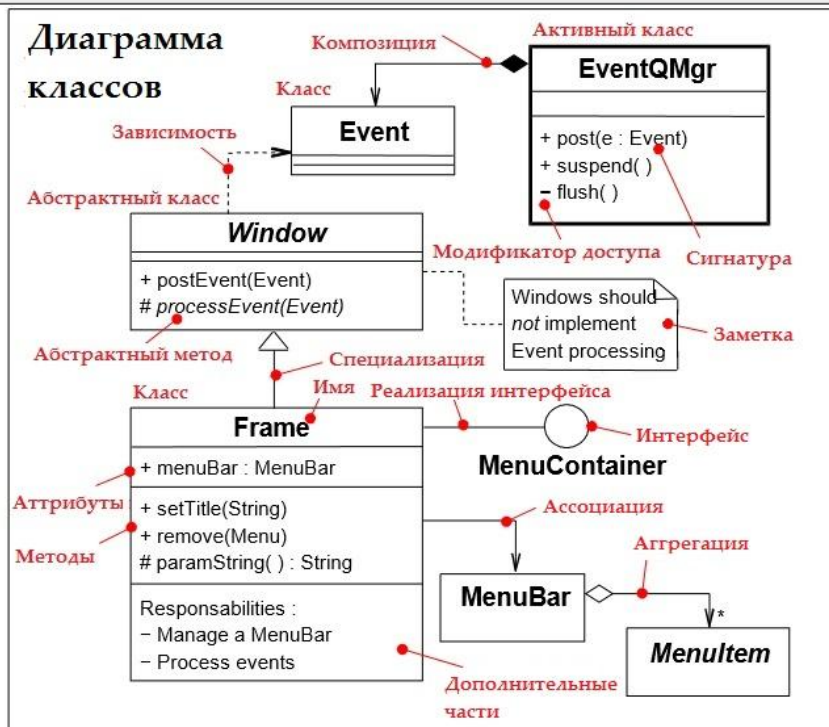 Диаграмма
классов
Композиция
Активный класс
EventQMgr
+ post(e : Event)
+ suspend( )
− flush( )
Класс
Event
Зависимость
Абстрактный класс
Window
+ postEvent(Event)
# processEvent(Event)
Модификатор доступа
Сигнатура
Windows should
not implement
Event processing
Заметка
Абстрактный метод
Специализация
Класс
Имя
Реализация интерфейса
Frame
+ menuBar : MenuBar
+ setTitle(String)
+ remove(Menu)
# paramString( ) : String
Responsabilities :
− Manage a MenuBar
− Process events
Интерфейс
MenuContainer
Аттрибуты
Методы
Ассоциация
Аггрегация
MenuBar
*
MenuItem
Дополнительные
части